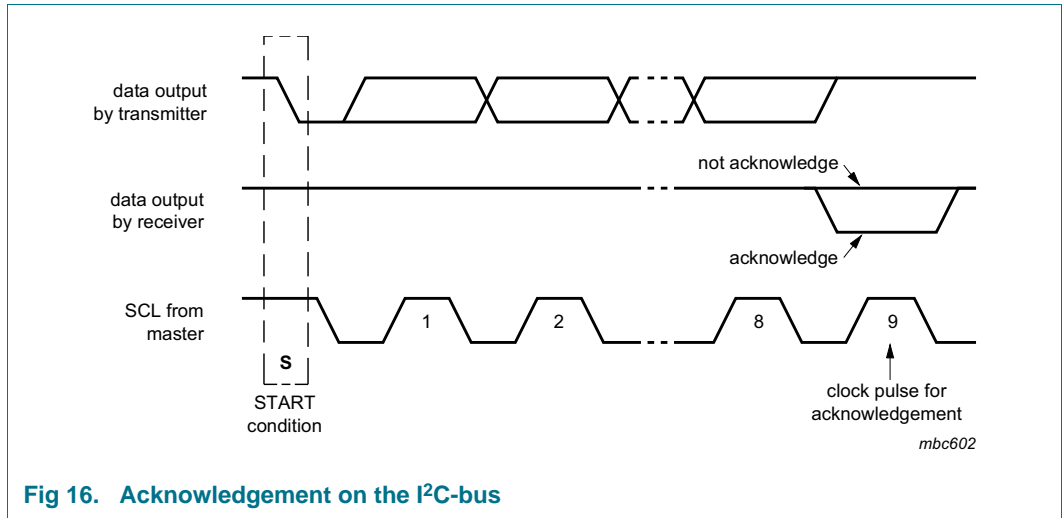 data output
by transmitter
not acknowledge
data output
by receiver
acknowledge
SCL from
master
1
2
8
9
S
START
condition
clock pulse for
acknowledgement
mbc602
Fig 16. Acknowledgement on the I²C-bus